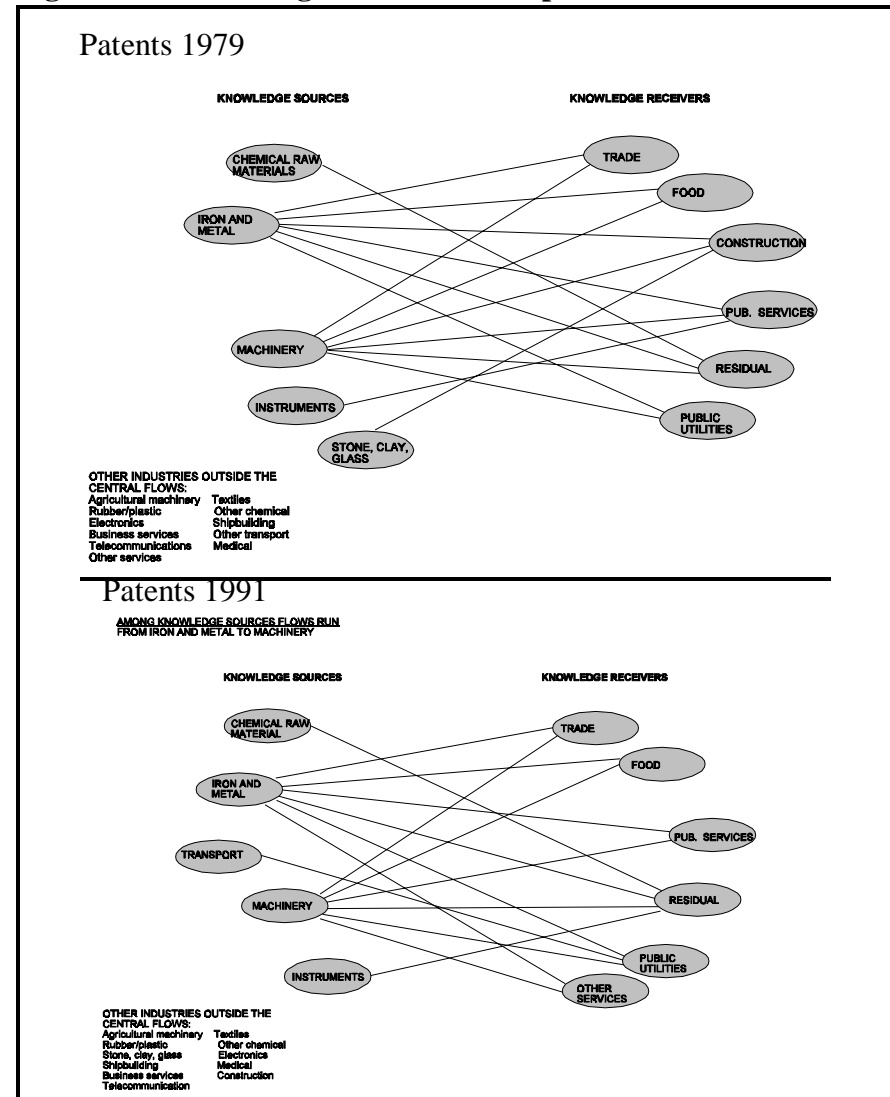 Patents 1979
KNOWLEDGE SOURCES
KNOWLEDGE RECEIVERS
CHEMICAL RAW
MATERIALS
TRADE
FOOD
IRON AND
METAL
CONSTRUCTION
PUB. SERVICES
MACHINERY
RESIDUAL
INSTRUMENTS
PUBLIC
UTILITIES
STONE, CLAY,
GLASS
OTHER INDUSTRIES OUTSIDE THE
CENTRAL FLOWS:
Agricultural machinery Textiles
Rubber/plastic Other chemical
Electronics Shipbuilding
Business services Other transport
Telecommunications Medical
Other services
Patents 1991
AMONG KNOWLEDGE SOURCES FLOWS RUN
FROM IRON AND METAL TO MACHINERY
KNOWLEDGE SOURCES
KNOWLEDGE RECEIVERS
CHEMICAL RAW
MATERIAL
TRADE
FOOD
IRON AND
METAL
PUB. SERVICES
TRANSPORT
MACHINERY
RESIDUAL
PUBLIC
UTILITIES
INSTRUMENTS
OTHER
SERVICES
OTHER INDUSTRIES OUTSIDE THE
CENTRAL FLOWS:
Agricultural machinery Textiles
Rubber/plastic Other chemical
Stone, clay, glass Electronics
Shipbuilding Medical
Business services Construction
Telecommunication